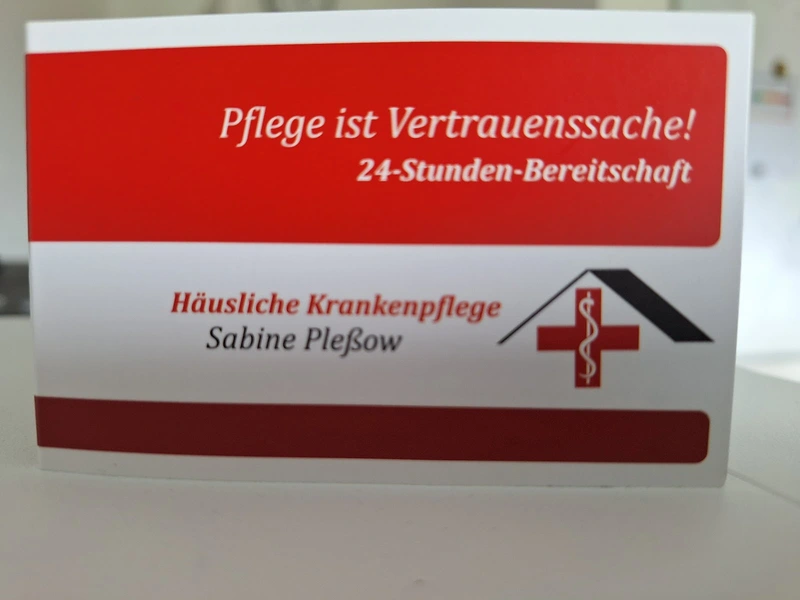 Pflege ist Vertrauenssache!
24-Stunden-Bereitschaft
Häusliche Krankenpflege
Sabine Pleßow